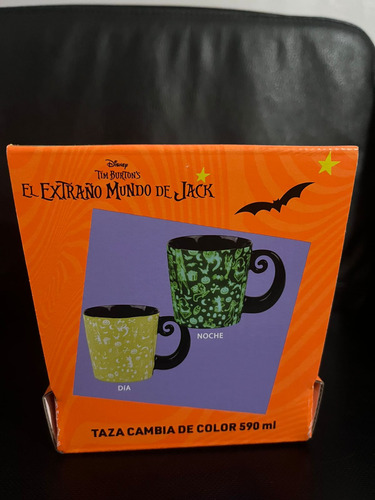 Disney
TIM BURTON'S
EL EXTRAÑO MUNDO DE JACK
NOCHE
DIA
TAZA CAMBIA DE COLOR 590 ml